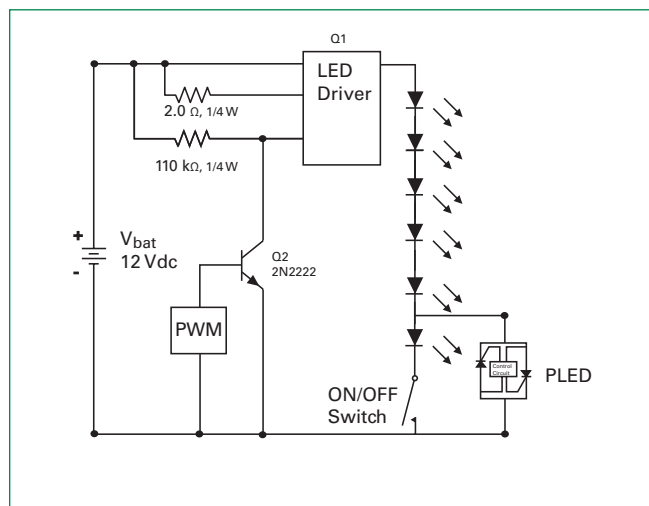 Q1
LED
Driver
2.0 Ω, 1/4 W
110 kΩ, 1/4 W
+
Vbat
12 Vdc
-
Q2
2N2222
PWM
Control
Circuit
PLED
ON/OFF
Switch